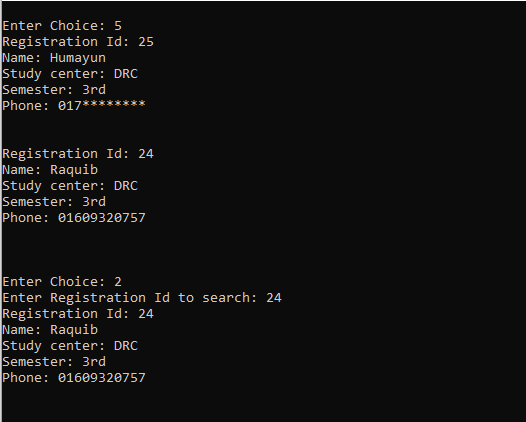 Enter Choice: 5
Registration Id: 25
Name: Humayun
Study center: DRC
Semester: 3rd
Phone: 017********
Registration Id: 24
Name: Raquib
Study center: DRC
Semester: 3rd
Phone: 01609320757
Enter Choice: 2
Enter Registration Id to search: 24
Registration Id: 24
Name: Raquib
Study center: DRC
Semester: 3rd
Phone: 01609320757